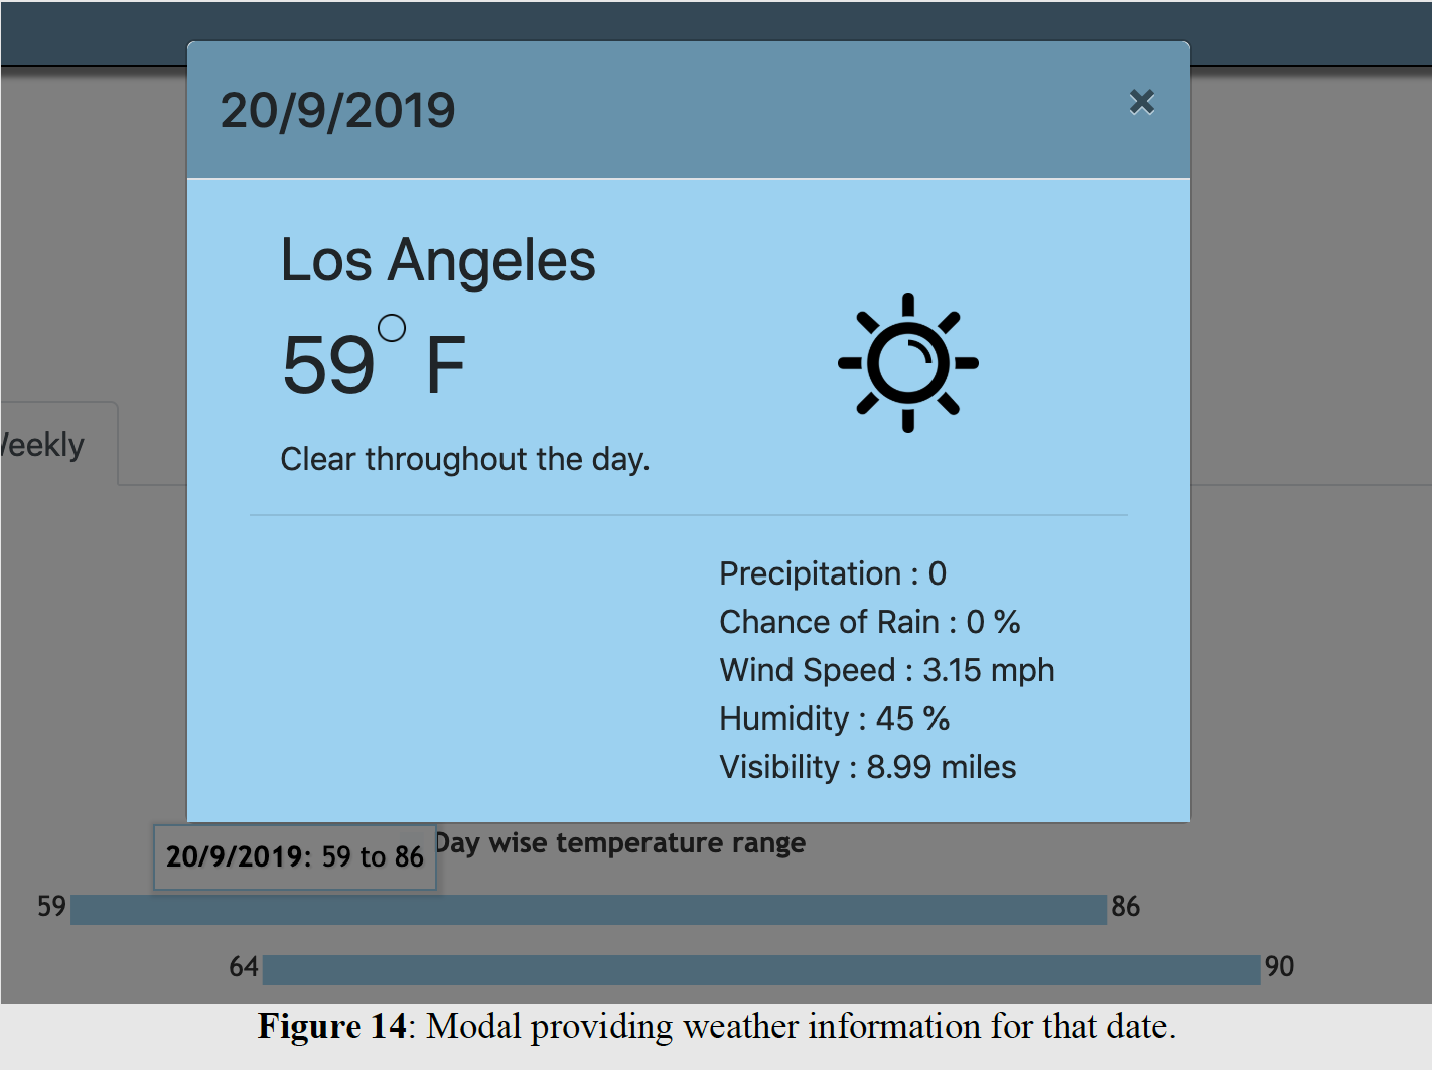 20/9/2019
×
Los Angeles
59° F
Clear throughout the day.
Weekly
Precipitation : 0
Chance of Rain : 0 %
Wind Speed : 3.15 mph
Humidity : 45 %
Visibility : 8.99 miles
Day wise temperature range
20/9/2019: 59 to 86
59 86
64 90
Figure 14: Modal providing weather information for that date.